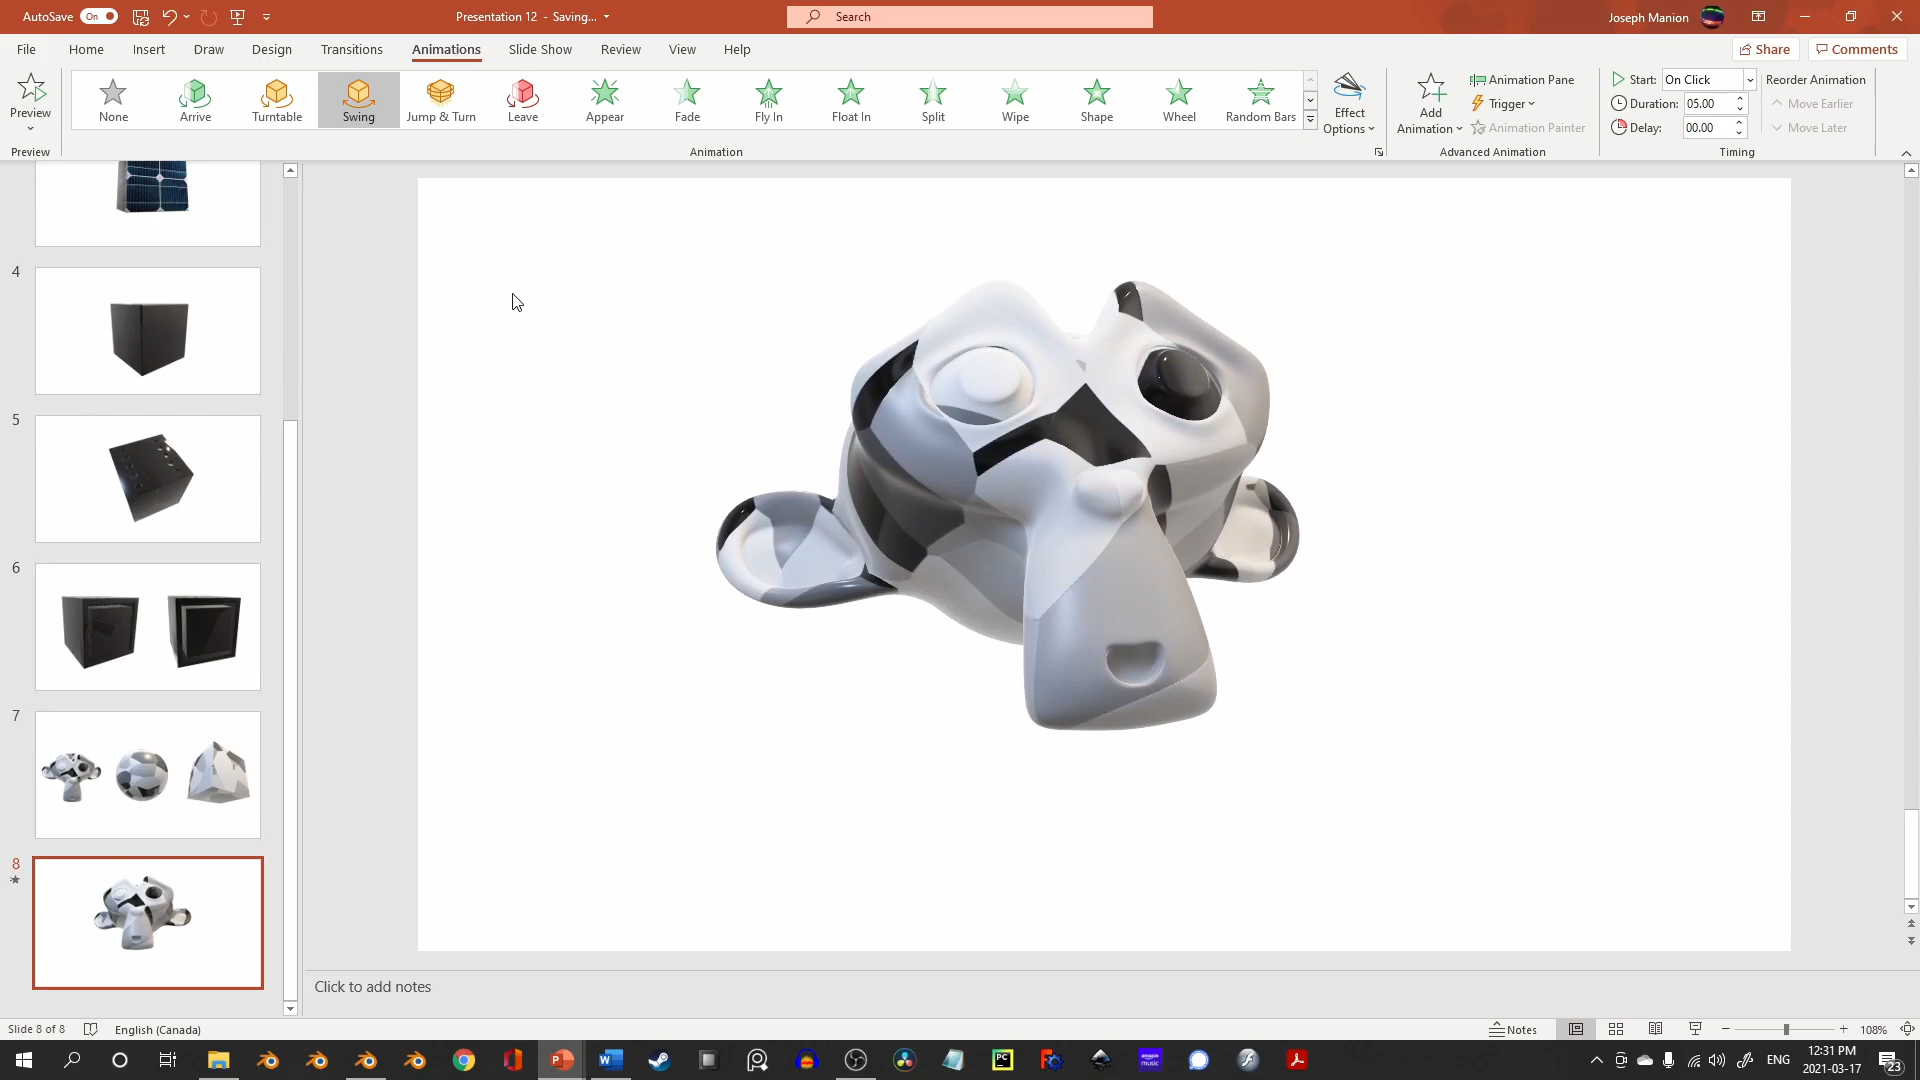 AutoSave On Presentation 12 - Saving... Search Joseph Manion
File Home Insert Draw Design Transitions Animations Slide Show Review View Help Share Comments
Preview
Preview
None Arrive Turntable Swing Jump & Turn Leave Appear Fade Fly In Float In Split Wipe Shape Wheel Random Bars
Animation
Effect
Options
Add
Animation
Animation Pane
Trigger
Animation Painter
Advanced Animation
Start: On Click
Duration: 05.00
Delay: 00.00
Reorder Animation
Move Earlier
Move Later
Timing
4
5
6
7
8
Click to add notes
Slide 8 of 8 English (Canada) Notes 108%
ENG
12:31 PM
2021-03-17
23
PC
amazon
music